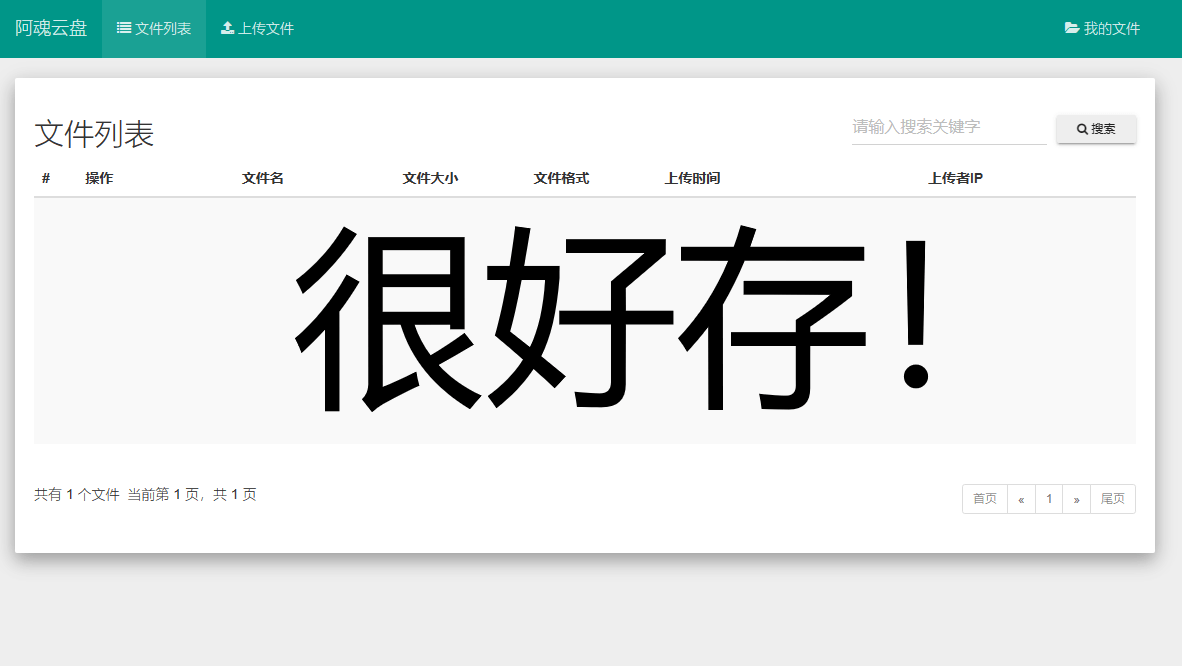 阿魂云盘 文件列表 上传文件 我的文件
文件列表 请输入搜索关键字 搜索
# 操作 文件名 文件大小 文件格式 上传时间 上传者IP
很好存！
共有 1 个文件 当前第 1 页，共 1 页 首页 « 1 » 尾页